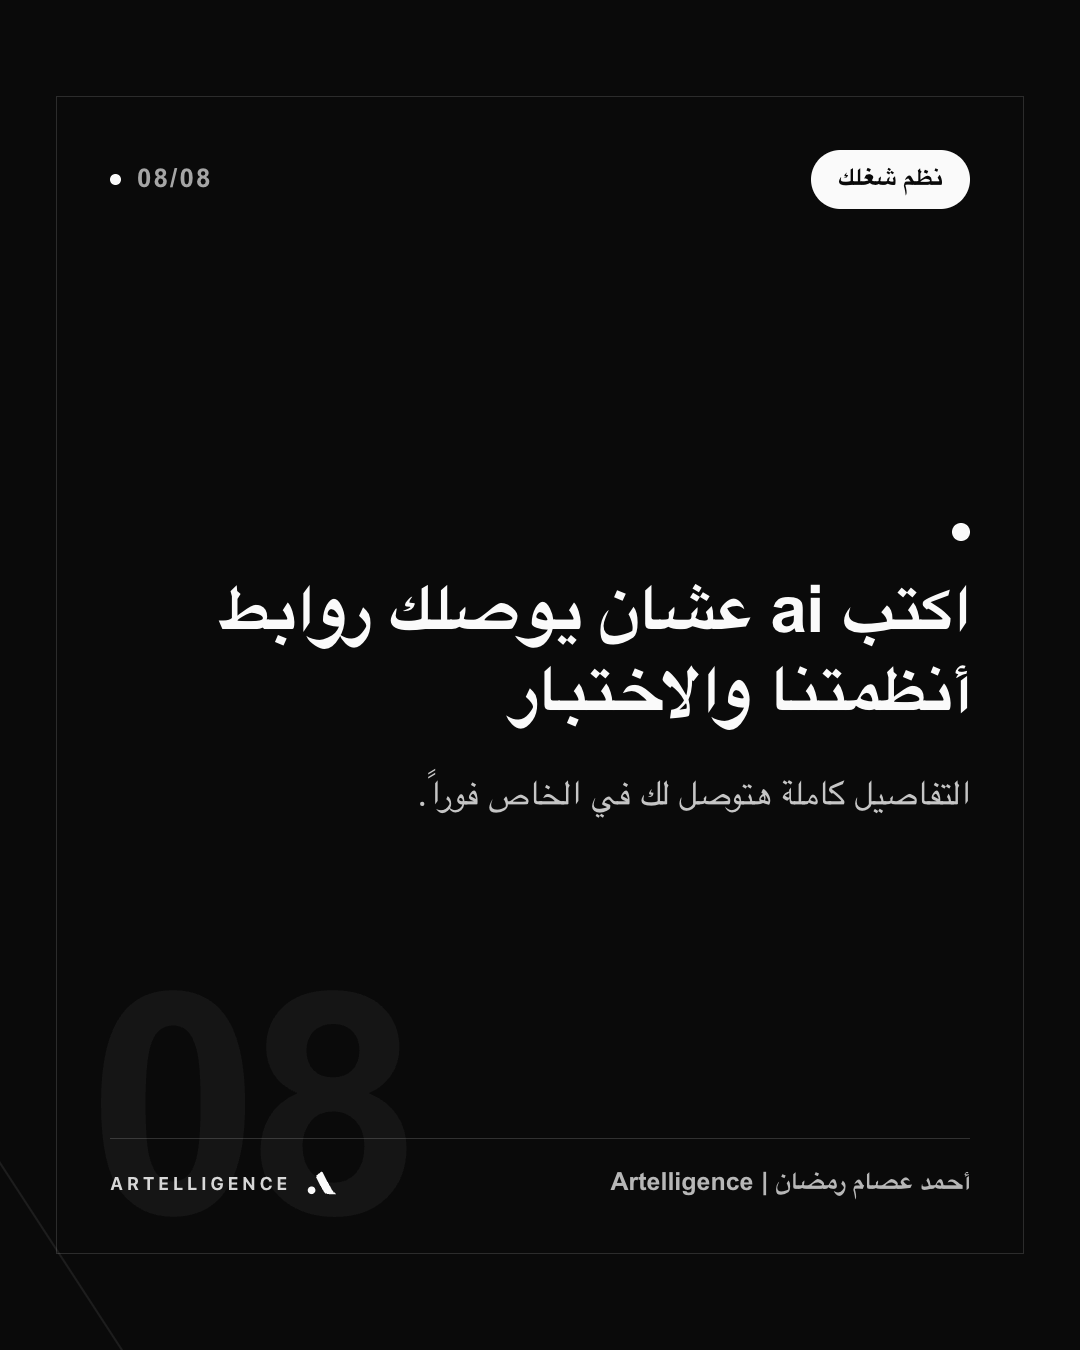 نظم شغلك
08/08
اكتب ai عشان يوصلك روابط
أنظمتنا والاختبار
التفاصيل كاملة هتوصل لك في الخاص فوراً.
08
أحمد عصام رمضان | Artelligence
ARTELLIGENCE